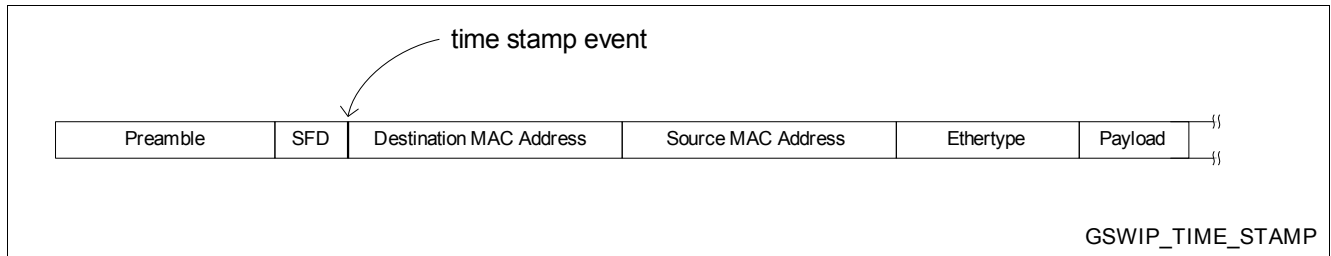 time stamp event
Preamble SFD Destination MAC Address Source MAC Address Ethertype Payload
GSWIP_TIME_STAMP